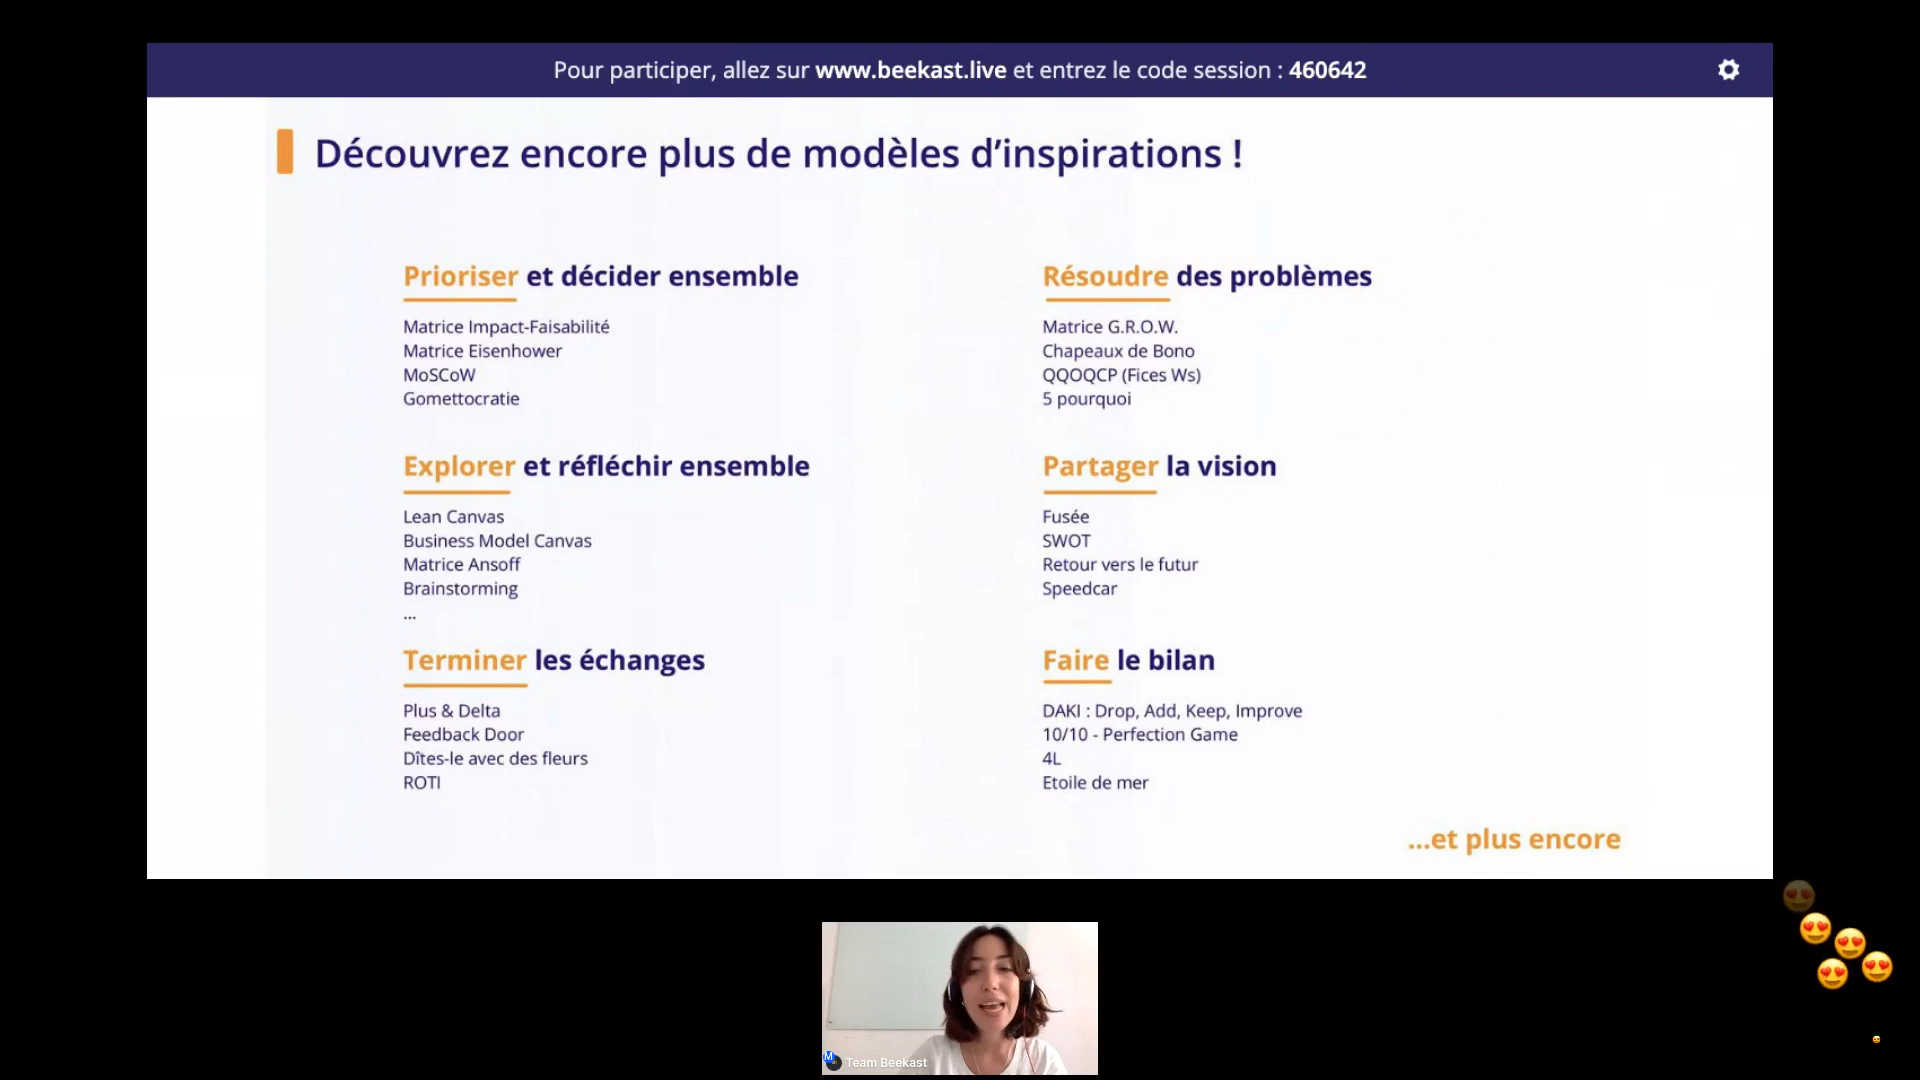 Pour participer, allez sur www.beekast.live et entrez le code session : 460642
Découvrez encore plus de modèles d’inspirations !
Prioriser et décider ensemble
Matrice Impact-Faisabilité
Matrice Eisenhower
MoSCoW
Gomettocratie
Résoudre des problèmes
Matrice G.R.O.W.
Chapeaux de Bono
QQOQCP (Fices Ws)
5 pourquoi
Explorer et réfléchir ensemble
Lean Canvas
Business Model Canvas
Matrice Ansoff
Brainstorming
...
Partager la vision
Fusée
SWOT
Retour vers le futur
Speedcar
Terminer les échanges
Plus & Delta
Feedback Door
Dîtes-le avec des fleurs
ROTI
Faire le bilan
DAKI : Drop, Add, Keep, Improve
10/10 - Perfection Game
4L
Etoile de mer
...et plus encore
M
Team Beekast